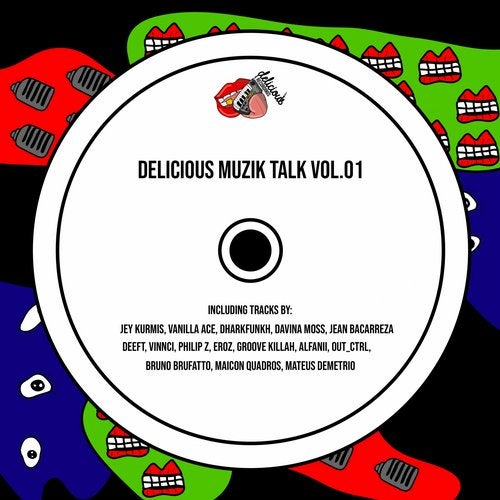 delicious
DELICIOUS MUZIK TALK VOL.01
INCLUDING TRACKS BY:
JEY KURMIS, VANILLA ACE, DHARKFUNKH, DAVINA MOSS, JEAN BACARREZA
DEEFT, VINNCI, PHILIP Z, EROZ, GROOVE KILLAH, ALFANII, OUT_CTRL,
BRUNO BRUFATTO, MAICON QUADROS, MATEUS DEMETRIO